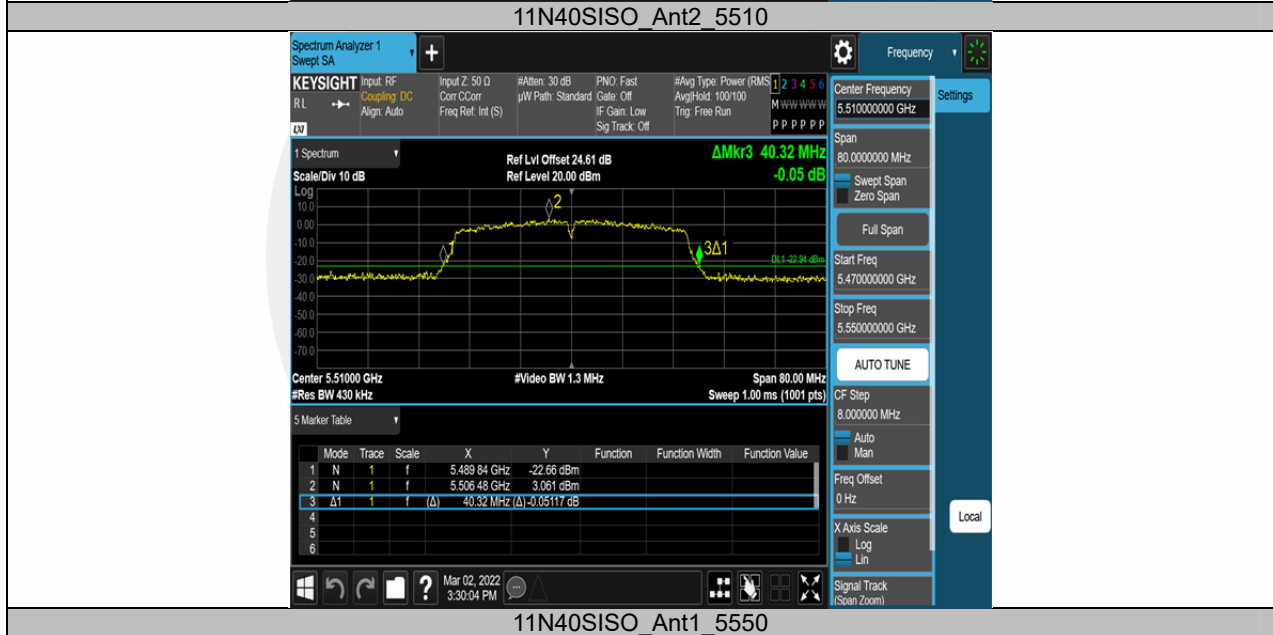 11N40SISO_Ant2_5510
Spectrum Analyzer 1
Swept SA
+
Frequency
KEYSIGHT
RL
LXI
Input: RF
Coupling: DC
Align: Auto
Input Z: 50 Ω
Corr CCorr
Freq Ref: Int (S)
#Atten: 30 dB
µW Path: Standard
PNO: Fast
Gate: Off
IF Gain: Low
Sig Track: Off
#Avg Type: Power (RMS
Avg|Hold: 100/100
Trig: Free Run
1 2 3 4 5 6
M W W W W W
P P P P P P
Center Frequency
5.510000000 GHz
Settings
Span
80.0000000 MHz
Swept Span
Zero Span
Full Span
Start Freq
5.470000000 GHz
Stop Freq
5.550000000 GHz
AUTO TUNE
CF Step
8.000000 MHz
Auto
Man
Freq Offset
0 Hz
X Axis Scale
Log
Lin
Signal Track
(Span Zoom)
Local
1 Spectrum
Scale/Div 10 dB
Log
Ref Lvl Offset 24.61 dB
Ref Level 20.00 dBm
ΔMkr3 40.32 MHz
-0.05 dB
10.0
0.00
-10.0
-20.0
-30.0
-40.0
-50.0
-60.0
-70.0
1
2
3Δ1
DL1 -22.94 dBm
Center 5.51000 GHz
#Video BW 1.3 MHz
Span 80.00 MHz
#Res BW 430 kHz
Sweep 1.00 ms (1001 pts)
5 Marker Table
Mode Trace Scale X Y Function Function Width Function Value
1 N 1 f 5.489 84 GHz -22.66 dBm
2 N 1 f 5.506 48 GHz 3.061 dBm
3 Δ1 1 f (Δ) 40.32 MHz (Δ) -0.05117 dB
4
5
6
?
Mar 02, 2022
3:30:04 PM
11N40SISO_Ant1_5550